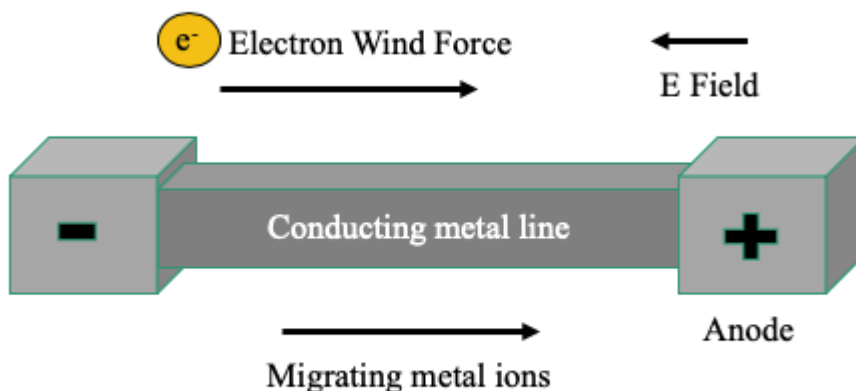 e⁻ Electron Wind Force
E Field
Conducting metal line
-
+
Anode
Migrating metal ions